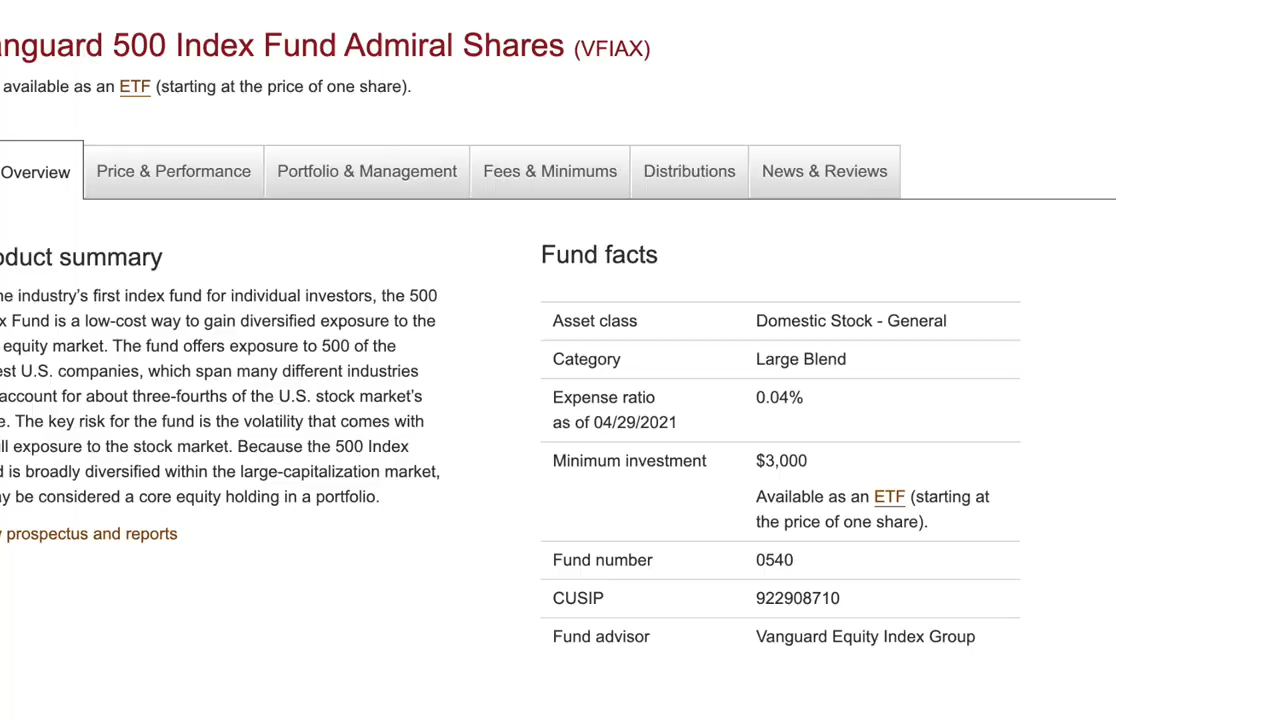 anguard 500 Index Fund Admiral Shares (VFIAX)
available as an ETF (starting at the price of one share).
Overview
Price & Performance
Portfolio & Management
Fees & Minimums
Distributions
News & Reviews
oduct summary
ne industry's first index fund for individual investors, the 500
x Fund is a low-cost way to gain diversified exposure to the
equity market. The fund offers exposure to 500 of the
est U.S. companies, which span many different industries
account for about three-fourths of the U.S. stock market's
e. The key risk for the fund is the volatility that comes with
ll exposure to the stock market. Because the 500 Index
d is broadly diversified within the large-capitalization market,
ay be considered a core equity holding in a portfolio.
prospectus and reports
Fund facts
Asset class Domestic Stock - General
Category Large Blend
Expense ratio 0.04%
as of 04/29/2021
Minimum investment $3,000
Available as an ETF (starting at
the price of one share).
Fund number 0540
CUSIP 922908710
Fund advisor Vanguard Equity Index Group